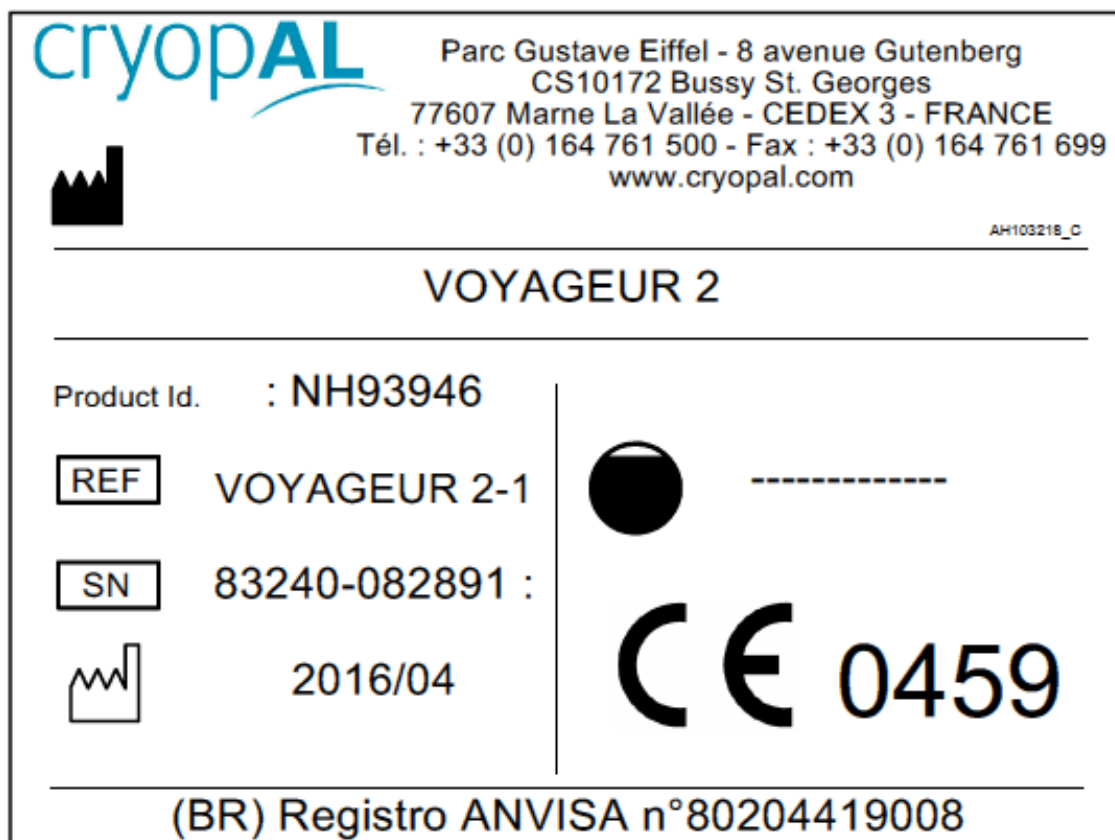 cryopAL
Parc Gustave Eiffel - 8 avenue Gutenberg
CS10172 Bussy St. Georges
77607 Marne La Vallée - CEDEX 3 - FRANCE
Tél. : +33 (0) 164 761 500 - Fax : +33 (0) 164 761 699
www.cryopal.com
AH103218_C
VOYAGEUR 2
Product Id. : NH93946
REF VOYAGEUR 2-1
-------------
SN 83240-082891 :
2016/04
CE 0459
(BR) Registro ANVISA n°80204419008